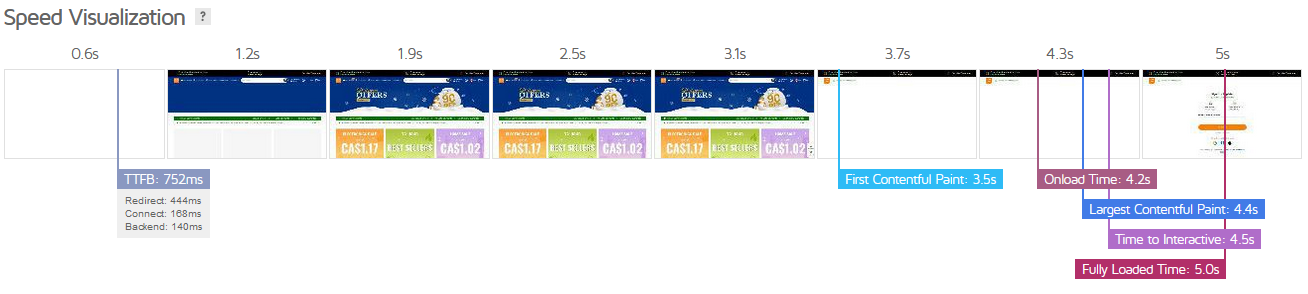 Speed Visualization ?
0.6s 1.2s 1.9s 2.5s 3.1s 3.7s 4.3s 5s
OFFERS
90
OFFERS
90
OFFERS
90
CA$1.17
BEST SELLERS
CA$1.02
CA$1.17
BEST SELLERS
CA$1.02
CA$1.17
BEST SELLERS
CA$1.02
TTFB: 752ms
Redirect: 444ms
Connect: 168ms
Backend: 140ms
First Contentful Paint: 3.5s
Onload Time: 4.2s
Largest Contentful Paint: 4.4s
Time to Interactive: 4.5s
Fully Loaded Time: 5.0s